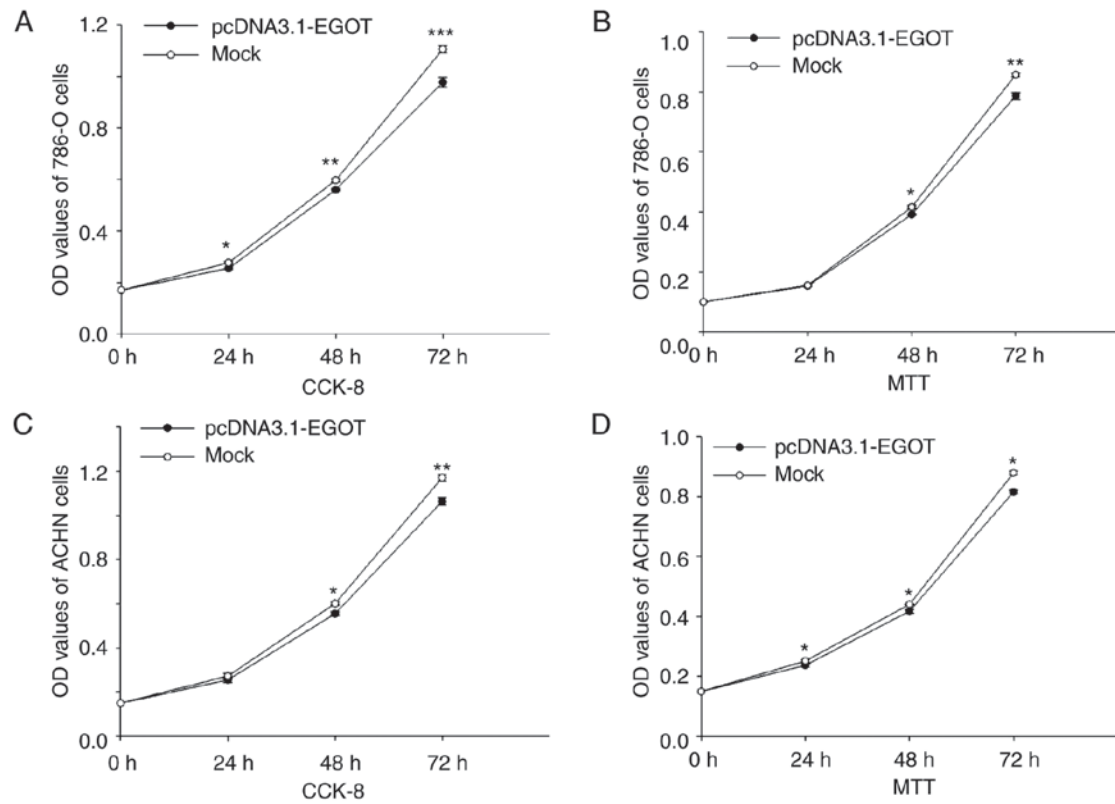 A
pcDNA3.1-EGOT
Mock
OD values of 786-O cells
1.2
0.8
0.4
0.0
*
**
***
0 h 24 h 48 h 72 h
CCK-8
B
pcDNA3.1-EGOT
Mock
OD values of 786-O cells
1.0
0.8
0.6
0.4
0.2
0.0
*
**
0 h 24 h 48 h 72 h
MTT
C
pcDNA3.1-EGOT
Mock
OD values of ACHN cells
1.2
0.8
0.4
0.0
*
**
0 h 24 h 48 h 72 h
CCK-8
D
pcDNA3.1-EGOT
Mock
OD values of ACHN cells
1.0
0.8
0.6
0.4
0.2
0.0
*
*
*
0 h 24 h 48 h 72 h
MTT